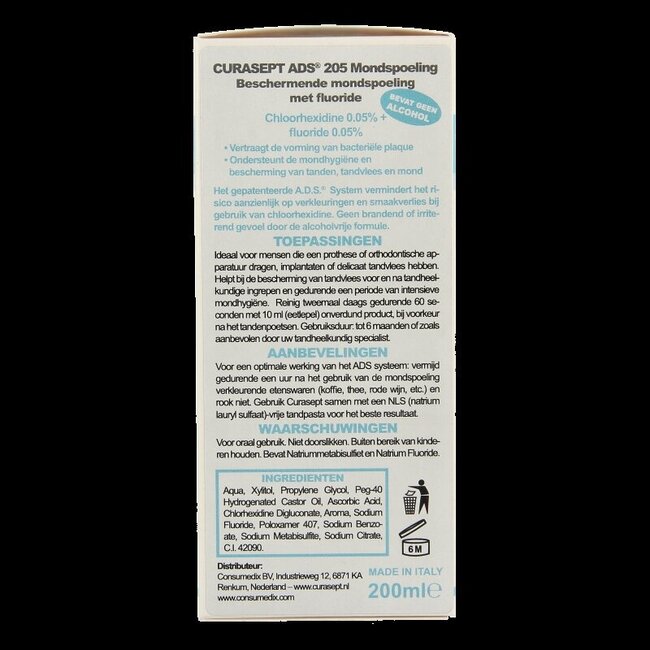 CURASEPT ADS® 205 Mondspoeling
Beschermende mondspoeling
met fluoride
BEVAT GEEN
ALCOHOL
Chloorhexidine 0.05% +
fluoride 0.05%
• Vertraagt de vorming van bacteriële plaque
• Ondersteunt de mondhygiëne en
bescherming van tanden, tandvlees en mond
Het gepatenteerde A.D.S.® System vermindert het ri-
sico aanzienlijk op verkleuringen en smaakverlies bij
gebruik van chloorhexidine. Geen brandend of irrite-
rend gevoel door de alcoholvrije formule.
TOEPASSINGEN
Ideaal voor mensen die een prothese of orthodontische ap-
paratuur dragen, implantaten of delicaat tandvlees hebben.
Helpt bij de bescherming van tandvlees voor en na tandheel-
kundige ingrepen en gedurende een periode van intensieve
mondhygiëne. Reinig tweemaal daags gedurende 60 se-
conden met 10 ml (eetlepel) onverdund product, bij voorkeur
na het tandenpoetsen. Gebruiksduur: tot 6 maanden of zoals
aanbevolen door uw tandheelkundig specialist.
AANBEVELINGEN
Voor een optimale werking van het ADS systeem: vermijd
gedurende een uur na het gebruik van de mondspoeling
verkleurende etenswaren (koffie, thee, rode wijn, etc.) en
rook niet. Gebruik Curasept samen met een NLS (natrium
lauryl sulfaat)-vrije tandpasta voor het beste resultaat.
WAARSCHUWINGEN
Voor oraal gebruik. Niet doorslikken. Buiten bereik van kinde-
ren houden. Bevat Natriummetabisulfiet en Natrium Fluoride.
INGREDIENTEN
Aqua, Xylitol, Propylene Glycol, Peg-40
Hydrogenated Castor Oil, Ascorbic Acid,
Chlorhexidine Digluconate, Aroma, Sodium
Fluoride, Poloxamer 407, Sodium Benzo-
ate, Sodium Metabisulfite, Sodium Citrate,
C.I. 42090.
6 M
Distributeur:
Consumedix BV, Industrieweg 12, 6871 KA
Renkum, Nederland – www.curasept.nl
www.consumedix.com
MADE IN ITALY
200ml℮